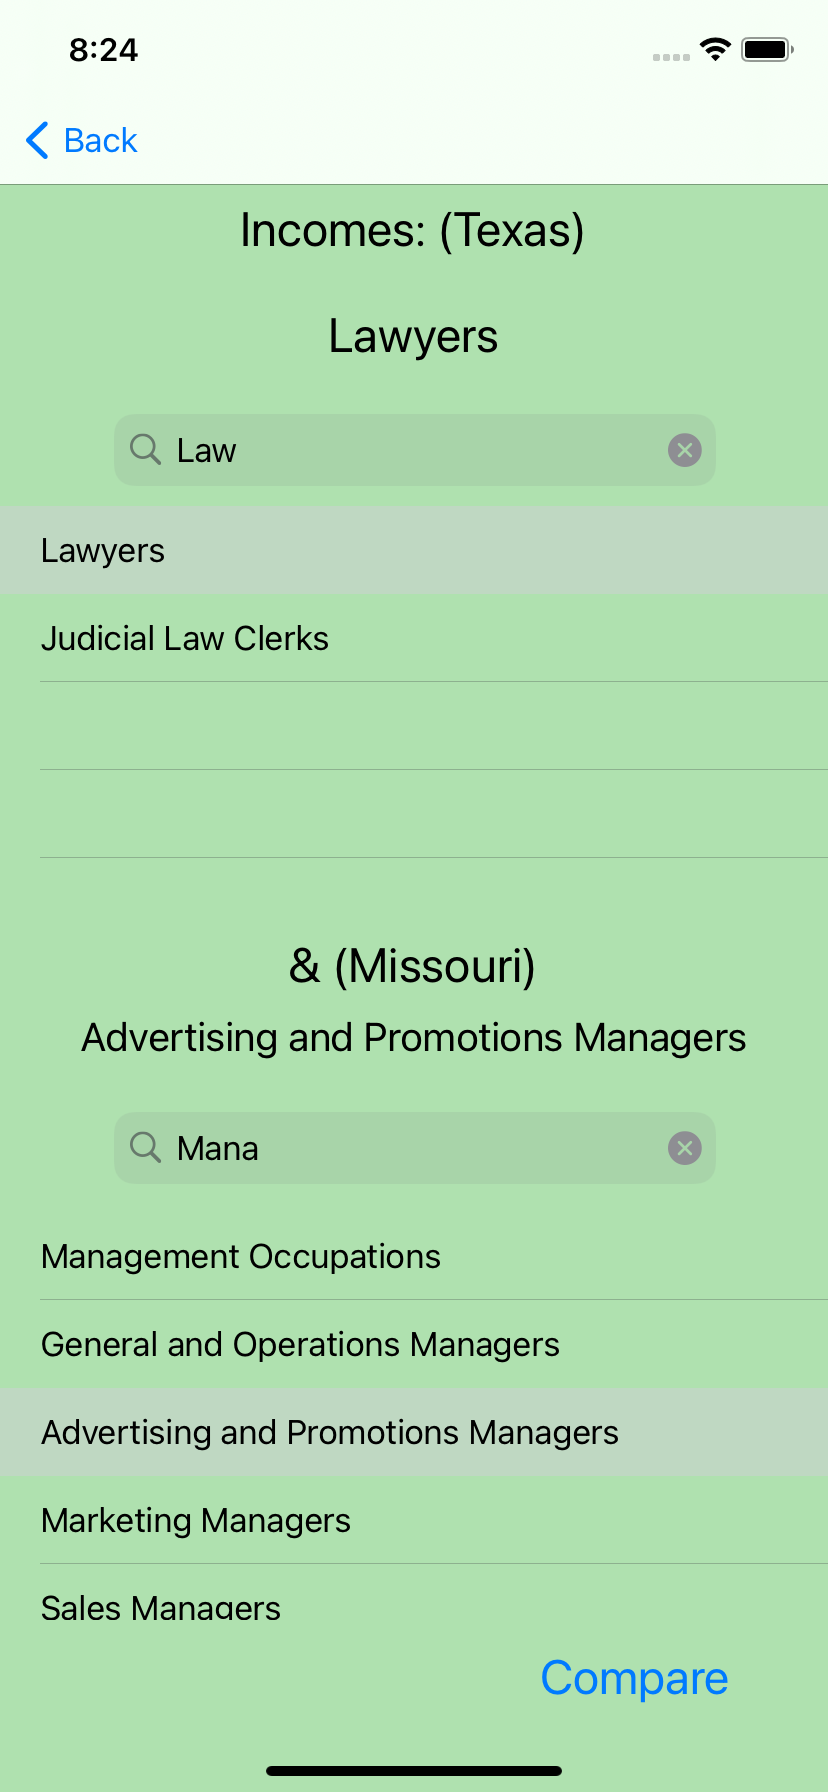 8:24
Back
Incomes: (Texas)
Lawyers
Law
Lawyers
Judicial Law Clerks
& (Missouri)
Advertising and Promotions Managers
Mana
Management Occupations
General and Operations Managers
Advertising and Promotions Managers
Marketing Managers
Sales Managers
Compare